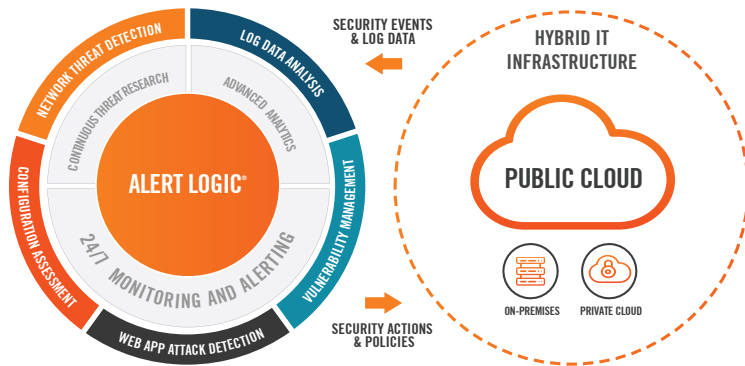 NETWORK THREAT DETECTION
LOG DATA ANALYSIS
CONTINUOUS THREAT RESEARCH
ADVANCED ANALYTICS
ALERT LOGIC®
24/7 MONITORING AND ALERTING
CONFIGURATION ASSESSMENT
VULNERABILITY MANAGEMENT
WEB APP ATTACK DETECTION
SECURITY EVENTS
& LOG DATA
SECURITY ACTIONS
& POLICIES
HYBRID IT
INFRASTRUCTURE
PUBLIC CLOUD
ON-PREMISES
PRIVATE CLOUD